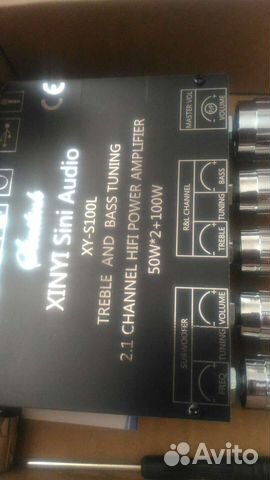 XINYI Sini Audio
XY-S100L
TREBLE AND BASS TUNING
2.1 CHANNEL HIFI POWER AMPLIFIER
50W*2+100W
MASTER VOL
VOLUME
R&L CHANNEL
BASS
TUNING
TREBLE
SUBWOOFER
VOLUME
TUNING
FREQ
CE
Avito